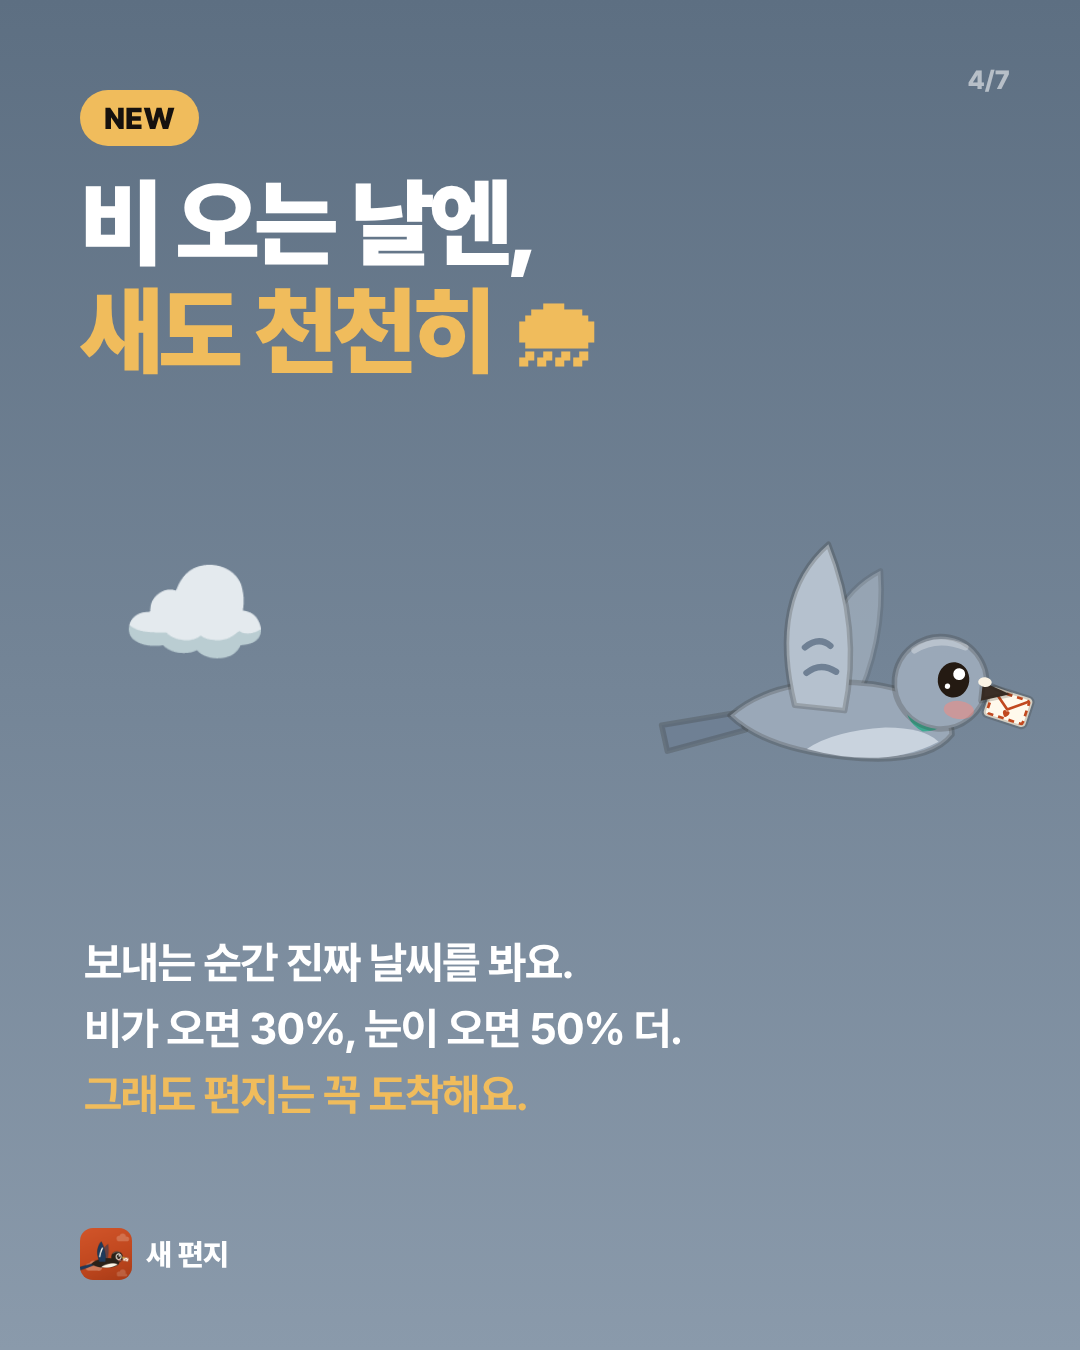 4/7
NEW
비 오는 날엔,
새도 천천히 🌧
보내는 순간 진짜 날씨를 봐요.
비가 오면 30%, 눈이 오면 50% 더.
그래도 편지는 꼭 도착해요.
새 편지